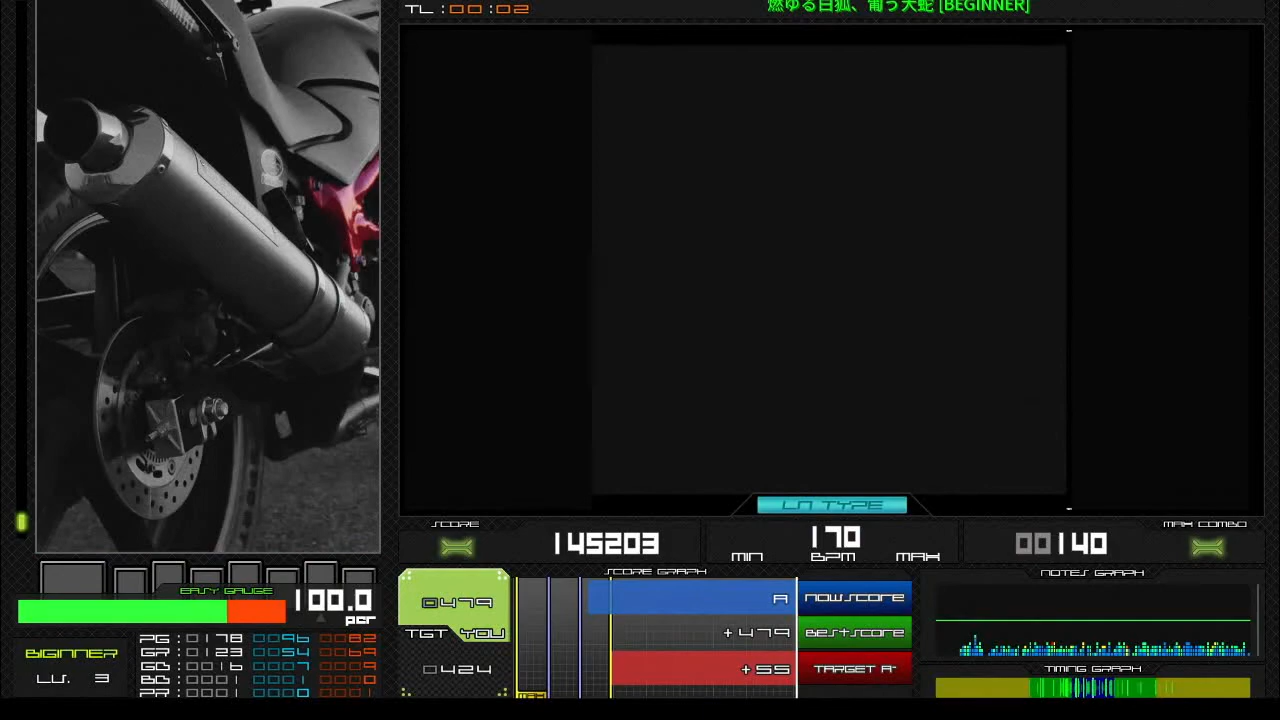 TL :00 :02
燃ゆる白狐、葡う大蛇 [BEGINNER]
LN TYPE
SCORE
145203
170
MIN BPM MAX
MAX COMBO
00140
SCORE GRAPH
NOTES GRAPH
EASY GAUGE
100.0
PCT
0479
TGT YOU
0424
A NOWSCORE
+479 BESTSCORE
+55 TARGET A-
MAX
TIMING GRAPH
BIGINNER
LV. 3
PG :0178 0096 0082
GR :0123 0054 0069
GD :0016 0007 0009
BD :0001 0001 0000
PR :0001 0000 0001